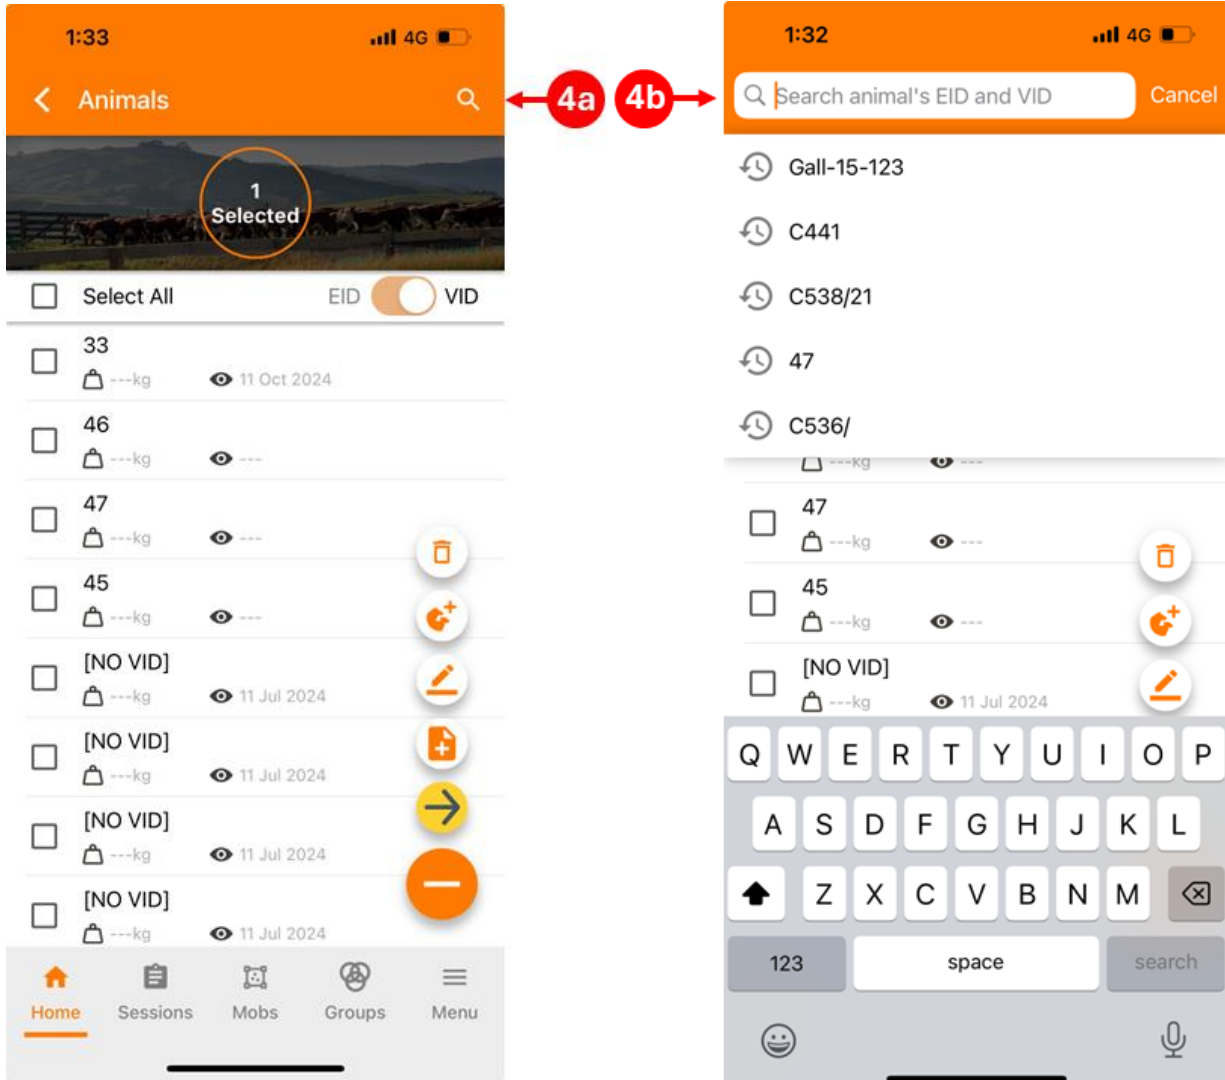 1:33
4G
Animals
1
Selected
Select All
EID
VID
33
---kg
11 Oct 2024
46
---kg
---
47
---kg
---
45
---kg
---
[NO VID]
---kg
11 Jul 2024
[NO VID]
---kg
11 Jul 2024
[NO VID]
---kg
11 Jul 2024
[NO VID]
---kg
11 Jul 2024
Home
Sessions
Mobs
Groups
Menu
4a
4b
1:32
4G
Search animal's EID and VID
Cancel
Gall-15-123
C441
C538/21
47
C536/
---kg
---
47
---kg
---
45
---kg
---
[NO VID]
---kg
11 Jul 2024
Q W E R T Y U I O P
A S D F G H J K L
Z X C V B N M
123
space
search